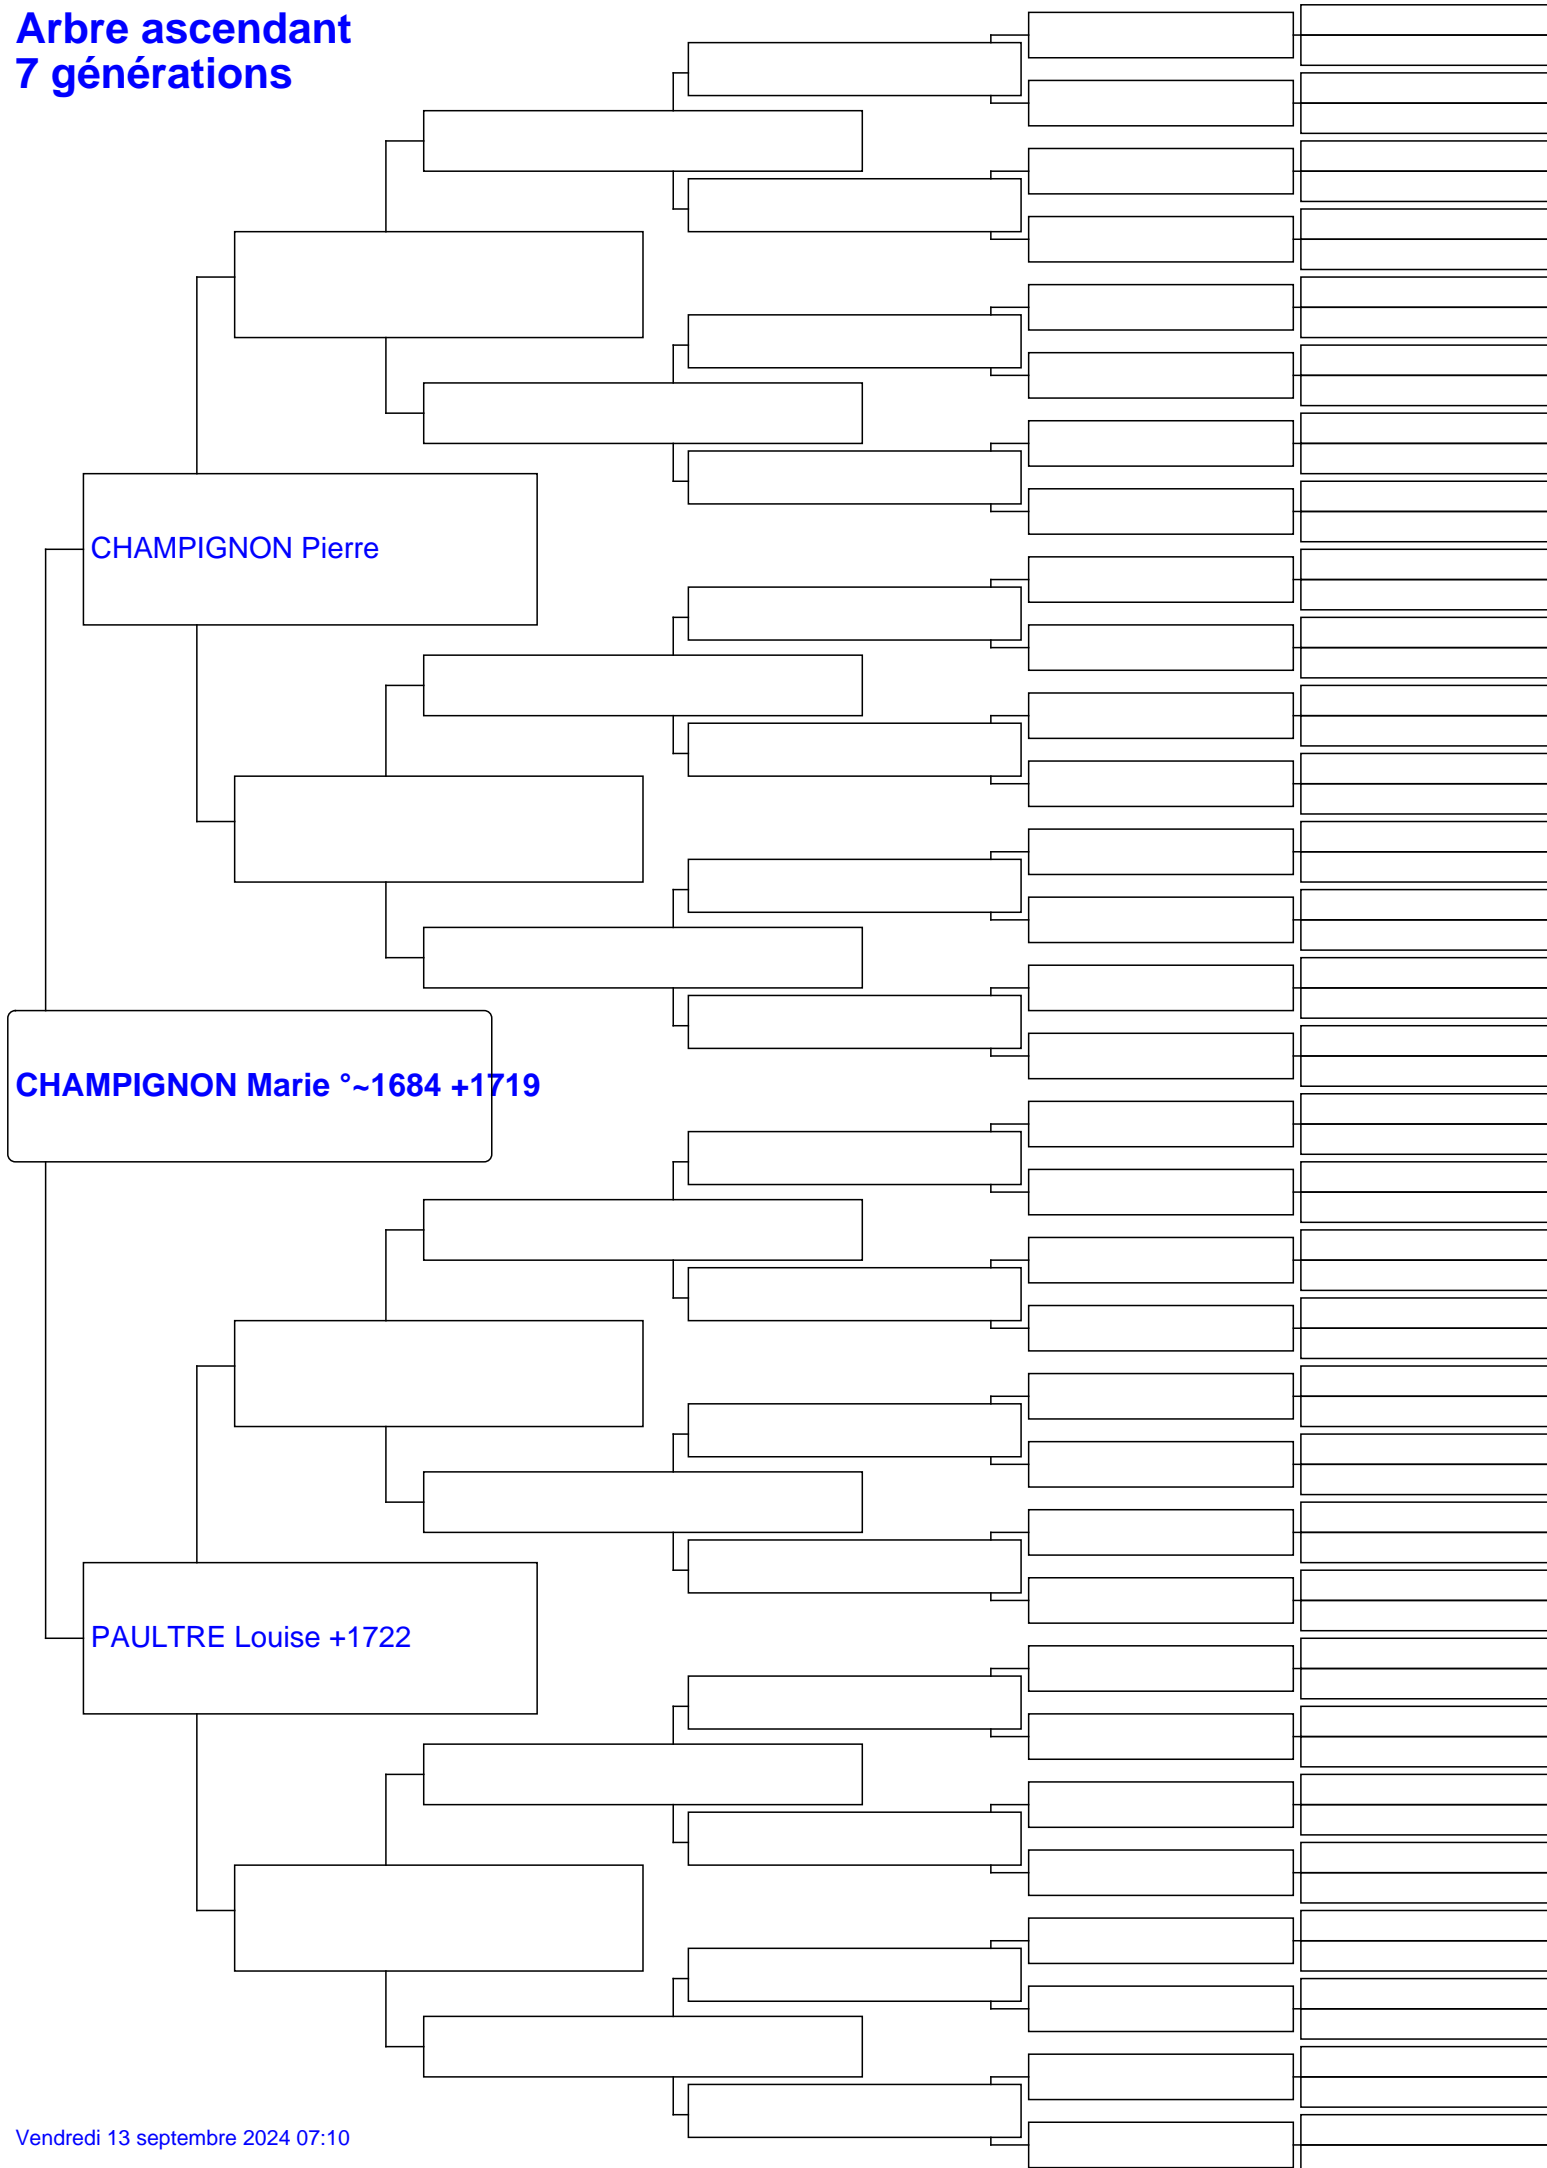 Arbre ascendant
7 générations
CHAMPIGNON Pierre
CHAMPIGNON Marie °~1684 +1719
PAULTRE Louise +1722
Vendredi 13 septembre 2024 07:10